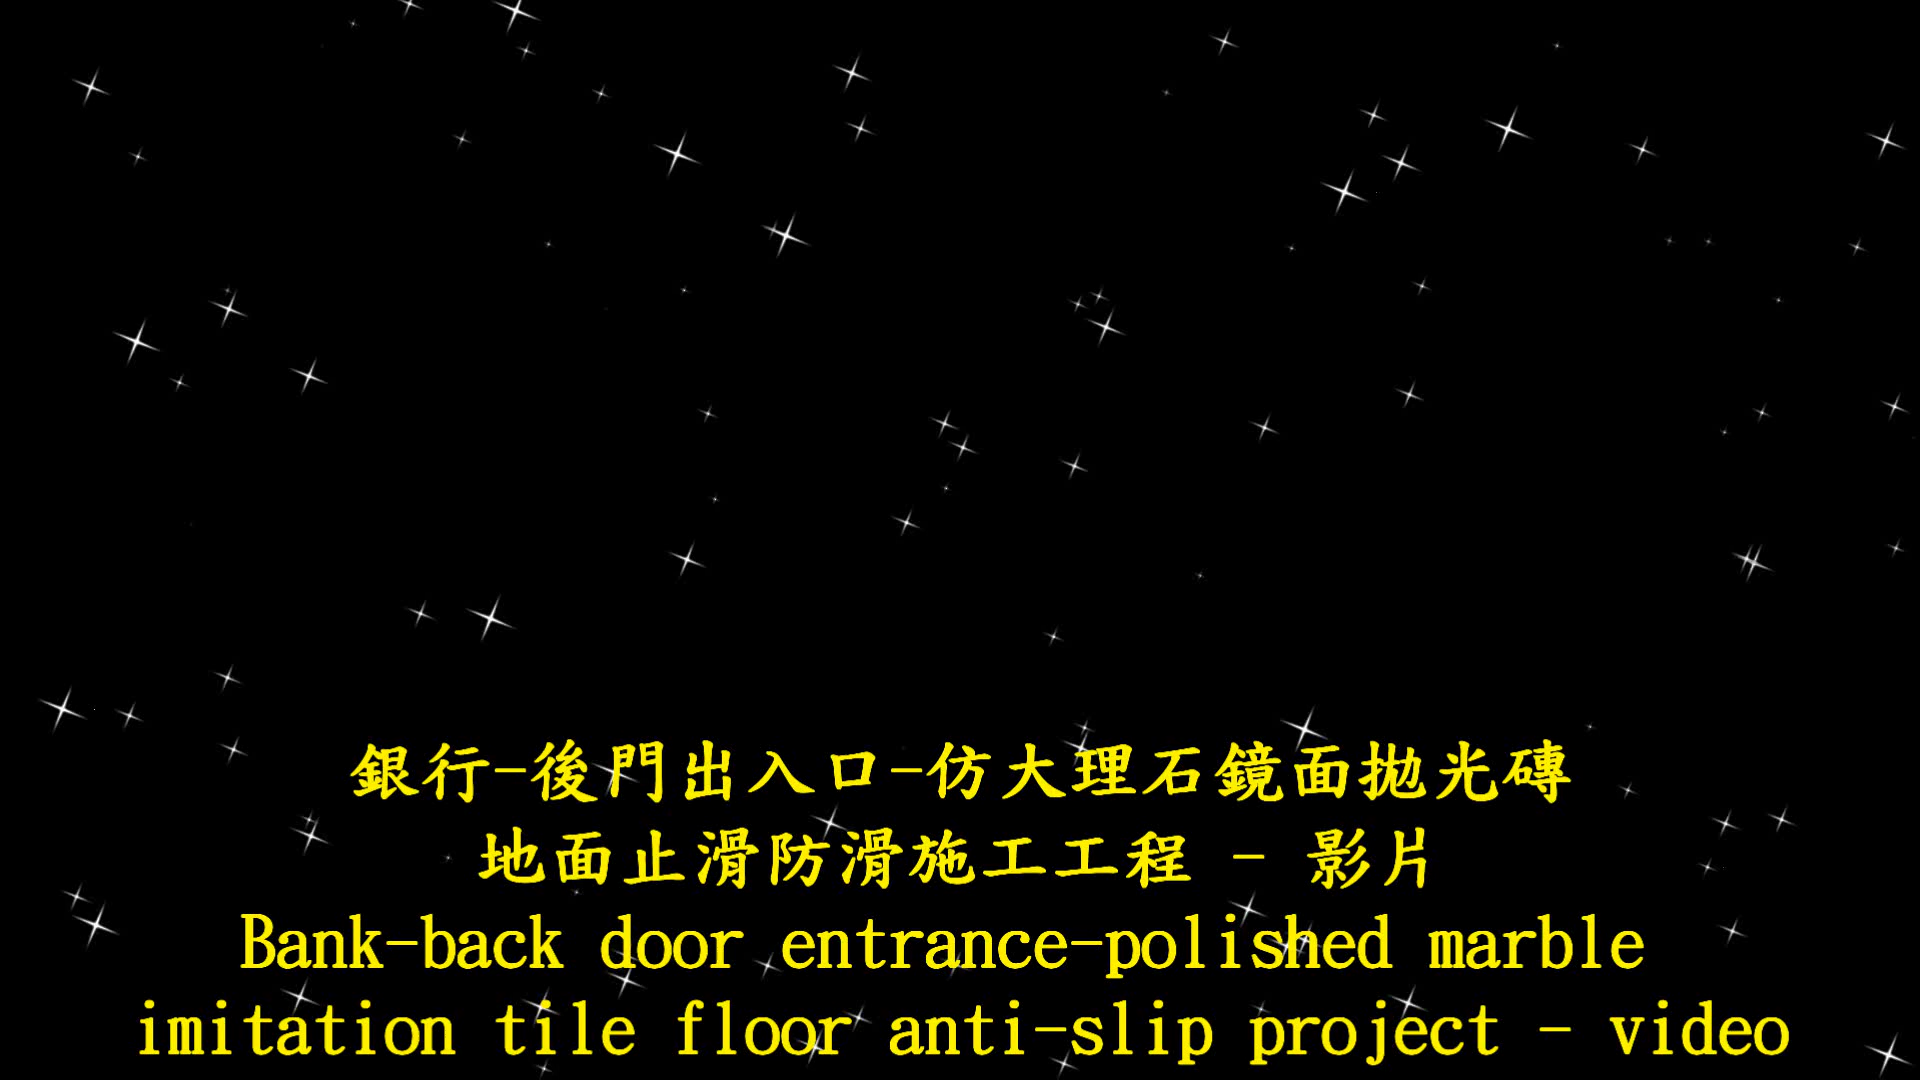 銀行-後門出入口-仿大理石鏡面拋光磚
地面止滑防滑施工工程 - 影片
Bank-back door entrance-polished marble
imitation tile floor anti-slip project - video